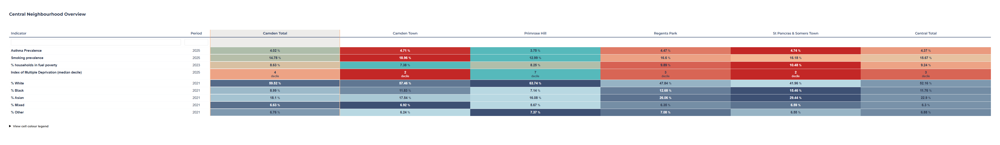 Central Neighbourhood Overview
Indicator Period Camden Total Camden Town Primrose Hill Regents Park St Pancras & Somers Town Central Total
Asthma Prevalence 2025 4.02 % 4.71 % 3.75 % 4.47 % 4.74 % 4.37 %
Smoking prevalence 2025 14.78 % 18.96 % 12.99 % 16.6 % 16.18 % 15.67 %
% households in fuel poverty 2023 8.63 % 7.38 % 8.25 % 9.89 % 10.48 % 9.24 %
Index of Multiple Deprivation (median decile) 2025 4 2 7 3 2 3
decile decile decile decile decile decile
% White 2021 59.52 % 57.46 % 63.74 % 47.84 % 41.96 % 52.16 %
% Black 2021 8.99 % 11.83 % 7.14 % 12.68 % 15.46 % 11.76 %
% Asian 2021 18.1 % 17.54 % 16.08 % 26.06 % 29.44 % 22.9 %
% Mixed 2021 6.63 % 6.92 % 5.67 % 6.35 % 6.59 % 6.3 %
% Other 2021 6.76 % 6.24 % 7.37 % 7.08 % 6.55 % 6.88 %
View cell colour legend